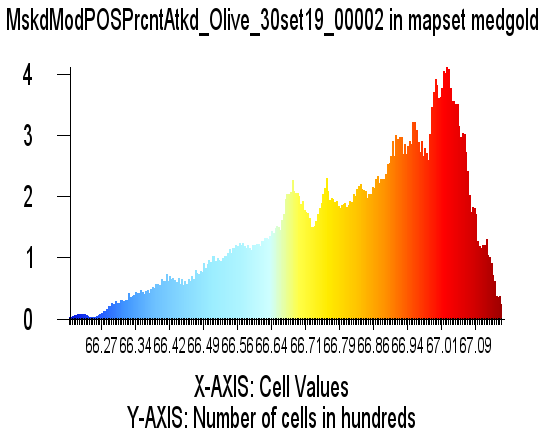 MskdModPOSPrcntAtkd_Olive_30set19_00002 in mapset medgold
4
3
2
1
0
66.27 66.34 66.42 66.49 66.56 66.64 66.71 66.79 66.86 66.94 67.01 67.09
X-AXIS: Cell Values
Y-AXIS: Number of cells in hundreds